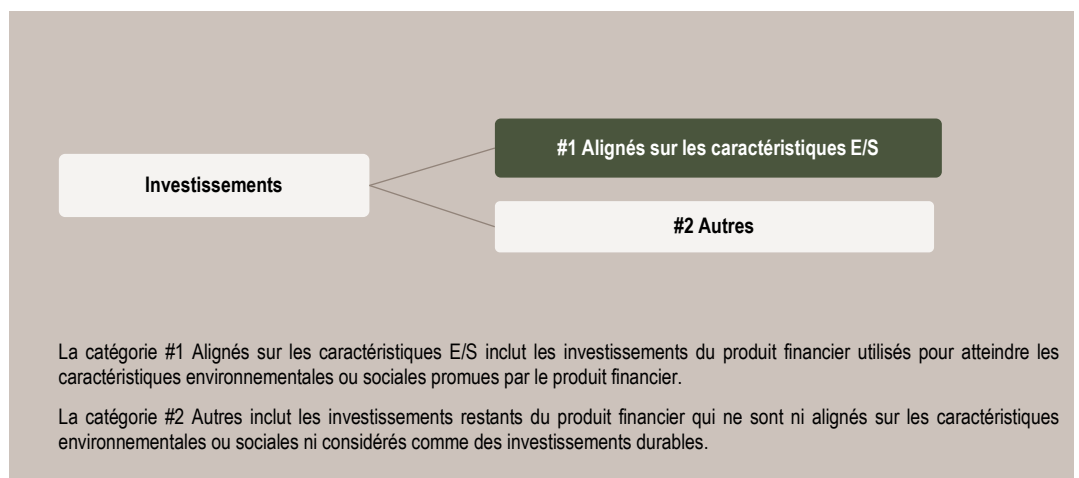 #1 Alignés sur les caractéristiques E/S
Investissements
#2 Autres
La catégorie #1 Alignés sur les caractéristiques E/S inclut les investissements du produit financier utilisés pour atteindre les
caractéristiques environnementales ou sociales promues par le produit financier.
La catégorie #2 Autres inclut les investissements restants du produit financier qui ne sont ni alignés sur les caractéristiques
environnementales ou sociales ni considérés comme des investissements durables.